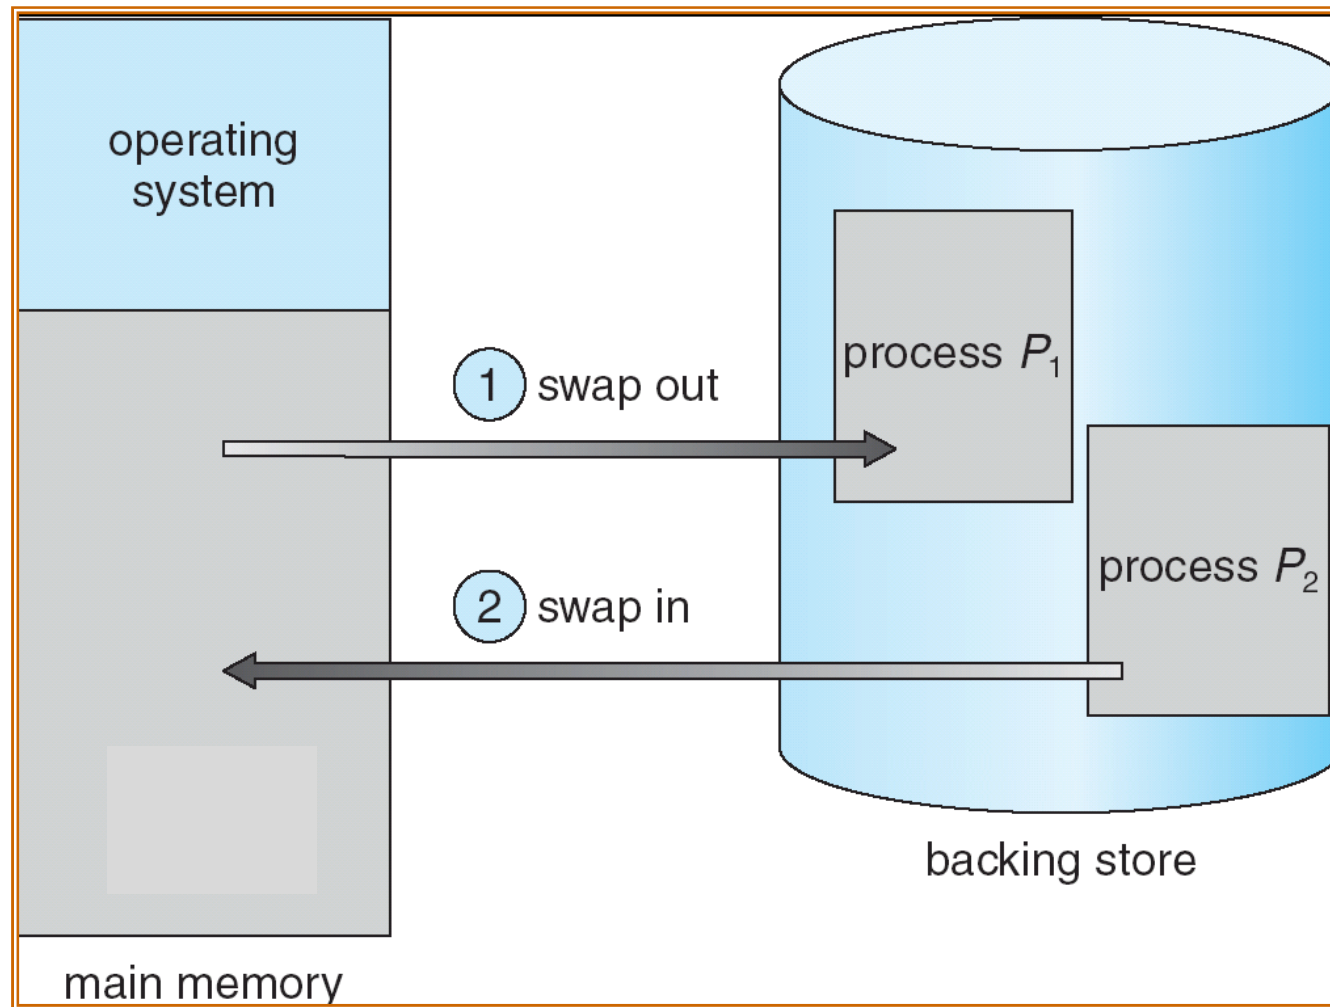 operating
system
process P₁
1 swap out
process P₂
2 swap in
backing store
main memory